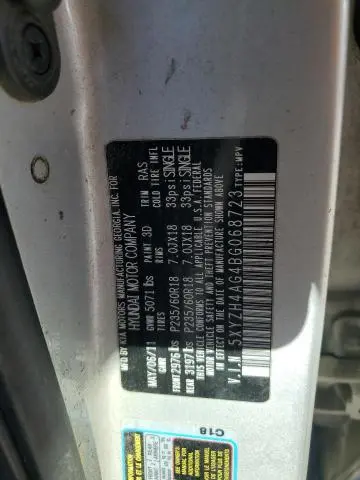 MFD BY KIA MOTORS MANUFACTURING GEORGIA, INC. FOR
HYUNDAI MOTOR COMPANY
MAY/06/11 GVWR 5071 lbs PAINT 3D TRIM RAS
GAWR TIRES RIMS COLD TIRE INFL
FRONT 2976 lbs P235/60R18 7.0JX18 33psi SINGLE
REAR 3197 lbs P235/60R18 7.0JX18 33psi SINGLE
THIS VEHICLE CONFORMS TO ALL APPLICABLE U.S.A FEDERAL
MOTOR VEHICLE SAFETY AND THEFT PREVENTION STANDARDS
IN EFFECT ON THE DATE OF MANUFACTURE SHOWN ABOVE.
V.I.N: 5XYZH4AG4BG068723 TYPE:MPV
C18